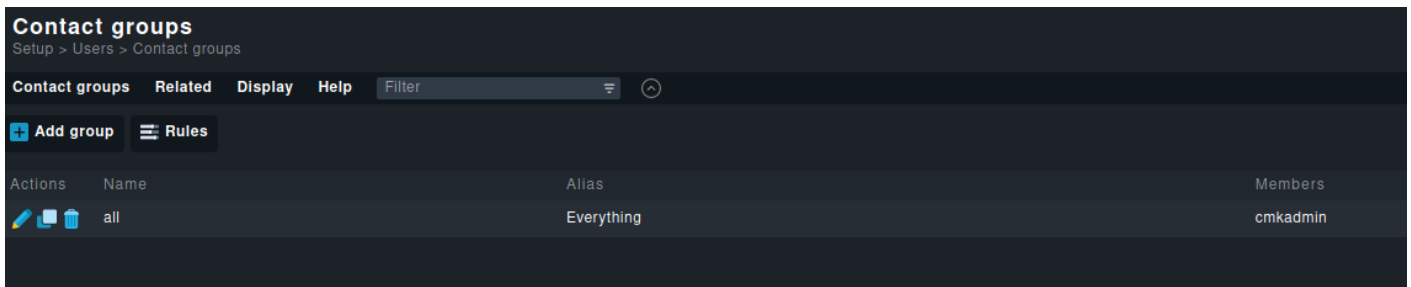 Contact groups
Setup > Users > Contact groups
Contact groups Related Display Help Filter
Add group Rules
Actions Name Alias Members
all Everything cmkadmin